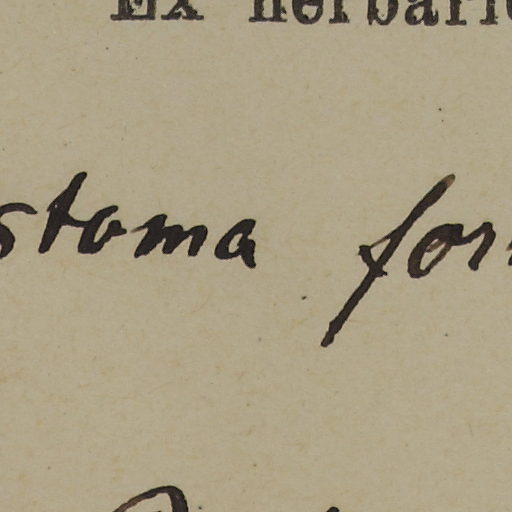 Ex herbari
stoma for